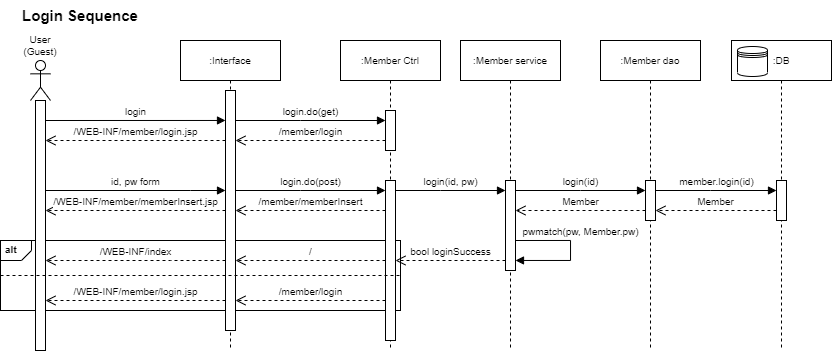 Login Sequence
User
(Guest)
:Interface
:Member Ctrl
:Member service
:Member dao
:DB
login
login.do(get)
/WEB-INF/member/login.jsp
/member/login
id, pw form
login.do(post)
login(id, pw)
login(id)
member.login(id)
/WEB-INF/member/memberInsert.jsp
/member/memberInsert
Member
Member
pwmatch(pw, Member.pw)
alt
/WEB-INF/index
/
bool loginSuccess
/WEB-INF/member/login.jsp
/member/login